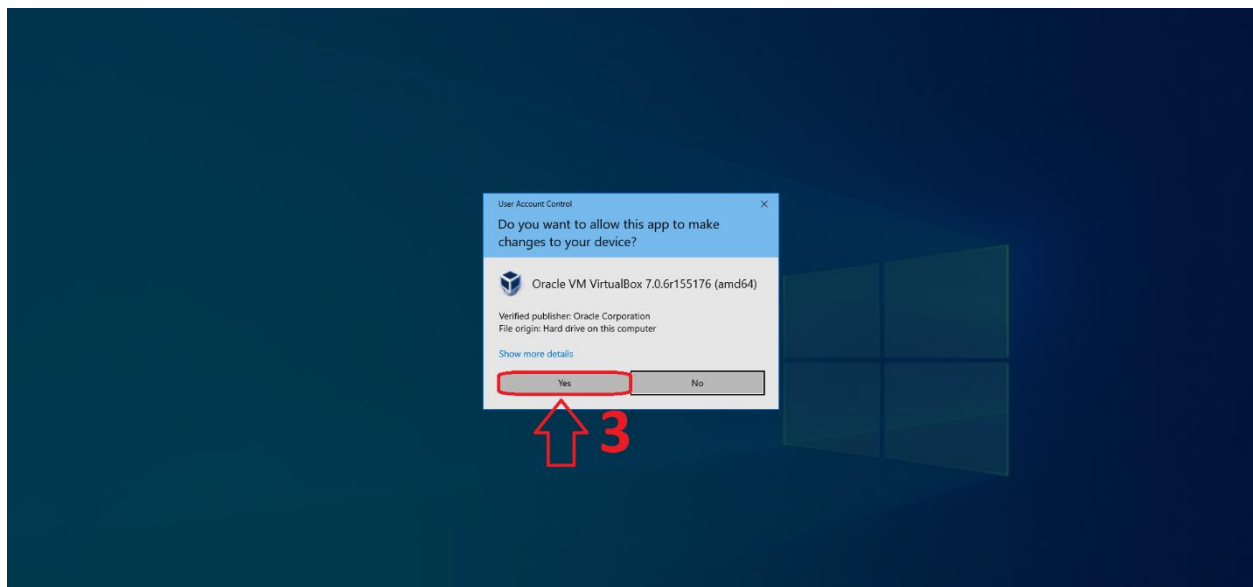 User Account Control
Do you want to allow this app to make
changes to your device?
Oracle VM VirtualBox 7.0.6r155176 (amd64)
Verified publisher: Oracle Corporation
File origin: Hard drive on this computer
Show more details
Yes No
3